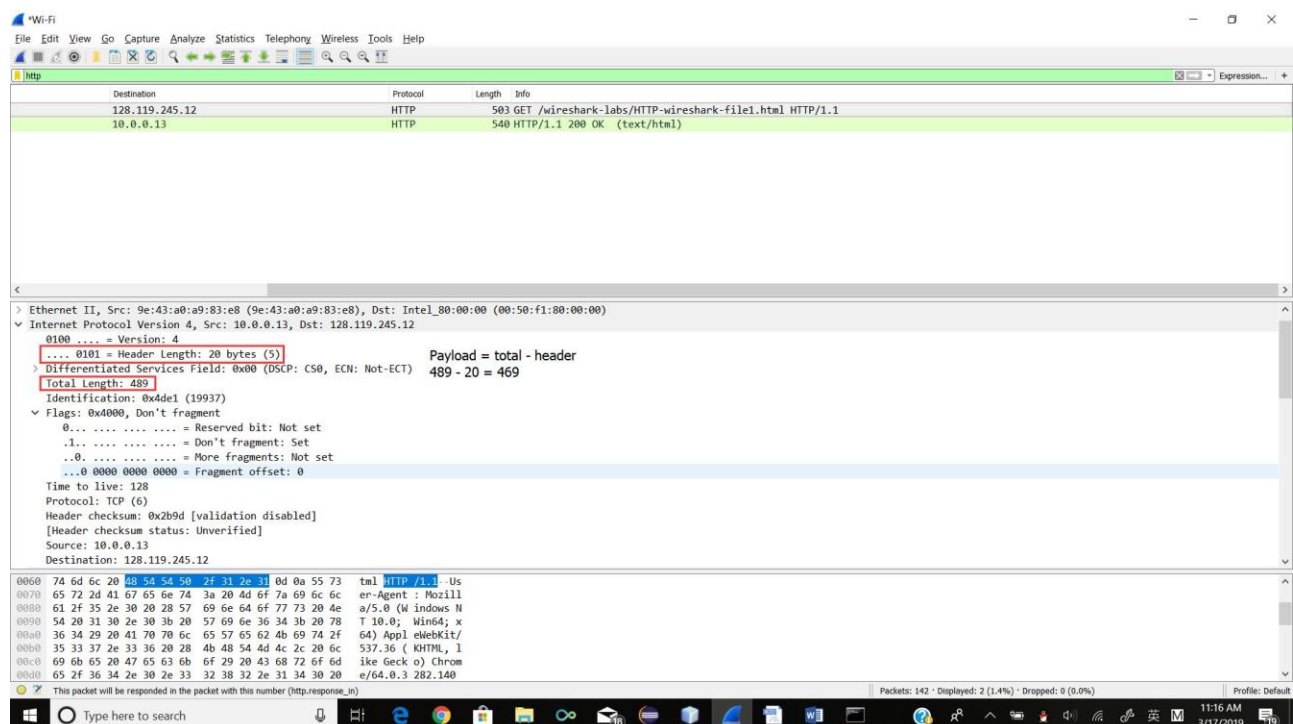 *Wi-Fi
File Edit View Go Capture Analyze Statistics Telephony Wireless Tools Help
http Expression... +
Destination Protocol Length Info
128.119.245.12 HTTP 503 GET /wireshark-labs/HTTP-wireshark-file1.html HTTP/1.1
10.0.0.13 HTTP 540 HTTP/1.1 200 OK (text/html)
> Ethernet II, Src: 9e:43:a0:a9:83:e8 (9e:43:a0:a9:83:e8), Dst: Intel_80:00:00 (00:50:f1:80:00:00)
Internet Protocol Version 4, Src: 10.0.0.13, Dst: 128.119.245.12
0100 .... = Version: 4
.... 0101 = Header Length: 20 bytes (5)
Payload = total - header
> Differentiated Services Field: 0x00 (DSCP: CS0, ECN: Not-ECT)
489 - 20 = 469
Total Length: 489
Identification: 0x4de1 (19937)
Flags: 0x4000, Don't fragment
0... .... .... .... = Reserved bit: Not set
.1.. .... .... .... = Don't fragment: Set
..0. .... .... .... = More fragments: Not set
...0 0000 0000 0000 = Fragment offset: 0
Time to live: 128
Protocol: TCP (6)
Header checksum: 0x2b9d [validation disabled]
[Header checksum status: Unverified]
Source: 10.0.0.13
Destination: 128.119.245.12
0060 74 6d 6c 20 48 54 54 50 2f 31 2e 31 0d 0a 55 73 tml HTTP /1.1··Us
0070 65 72 2d 41 67 65 6e 74 3a 20 4d 6f 7a 69 6c 6c er-Agent : Mozill
0080 61 2f 35 2e 30 20 28 57 69 6e 64 6f 77 73 20 4e a/5.0 (W indows N
0090 54 20 31 30 2e 30 3b 20 57 69 6e 36 34 3b 20 78 T 10.0; Win64; x
00a0 36 34 29 20 41 70 70 6c 65 57 65 62 4b 69 74 2f 64) Appl eWebKit/
00b0 35 33 37 2e 33 36 20 28 4b 48 54 4d 4c 2c 20 6c 537.36 ( KHTML, l
00c0 69 6b 65 20 47 65 63 6b 6f 29 20 43 68 72 6f 6d ike Geck o) Chrom
00d0 65 2f 36 34 2e 30 2e 33 32 38 32 2e 31 34 30 20 e/64.0.3 282.140
This packet will be responded in the packet with this number (http.response_in) Packets: 142 · Displayed: 2 (1.4%) · Dropped: 0 (0.0%) Profile: Default
Type here to search 18 英 M 11:16 AM
3/17/2019 19